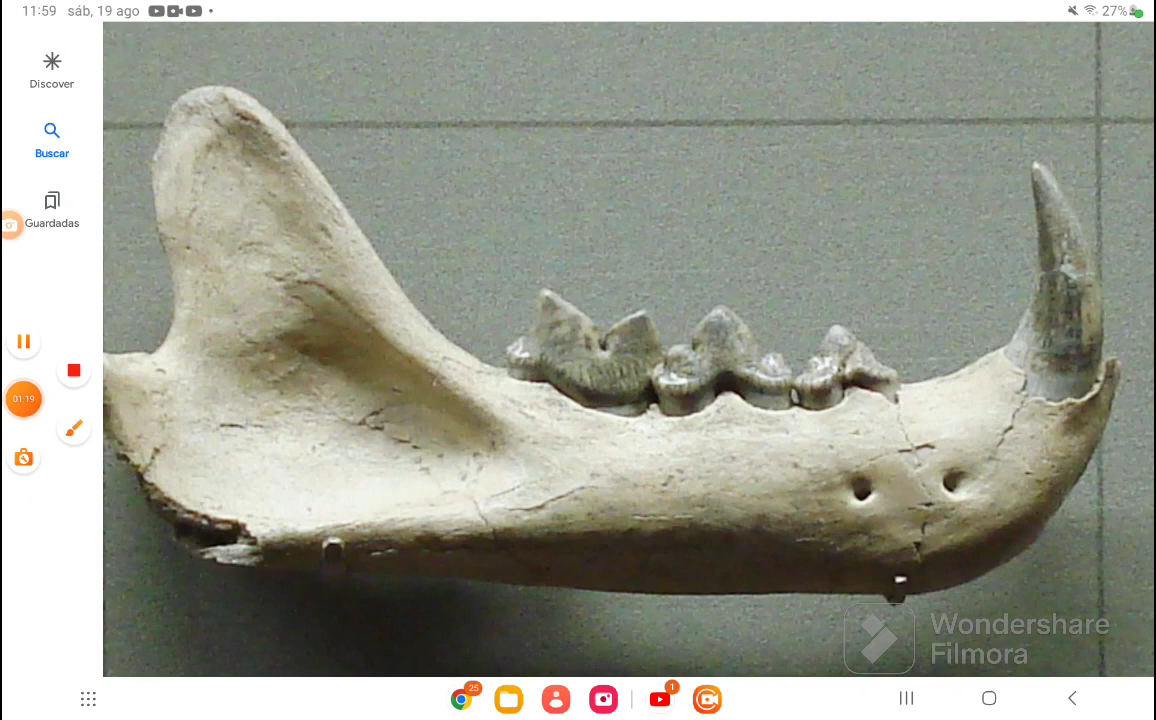 11:59 sáb, 19 ago
27%
Discover
Buscar
Guardadas
01:19
Wondershare
Filmora
25
1